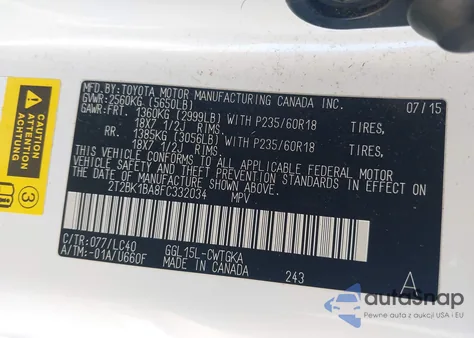 MFD. BY: TOYOTA MOTOR MANUFACTURING CANADA INC. 07/15
GVWR: 2560KG (5650LB)
GAWR: FRT. 1360KG (2999LB) WITH P235/60R18 TIRES,
18X7 1/2J RIMS,
RR. 1385KG (3056LB) WITH P235/60R18 TIRES,
18X7 1/2J RIMS.
THIS VEHICLE CONFORMS TO ALL APPLICABLE FEDERAL MOTOR
VEHICLE SAFETY AND THEFT PREVENTION STANDARDS IN EFFECT
ON THE DATE OF MANUFACTURE SHOWN ABOVE.
2T2BK1BA8FC332034 MPV
C/TR: 077/LC40 GGL15L-CWTGKA
A/TM: -01A/U660F MADE IN CANADA 243 A
CAUTION
ACHTUNG
ATTENTION
3
autaSnap
Pewne auta z aukcji USA i EU